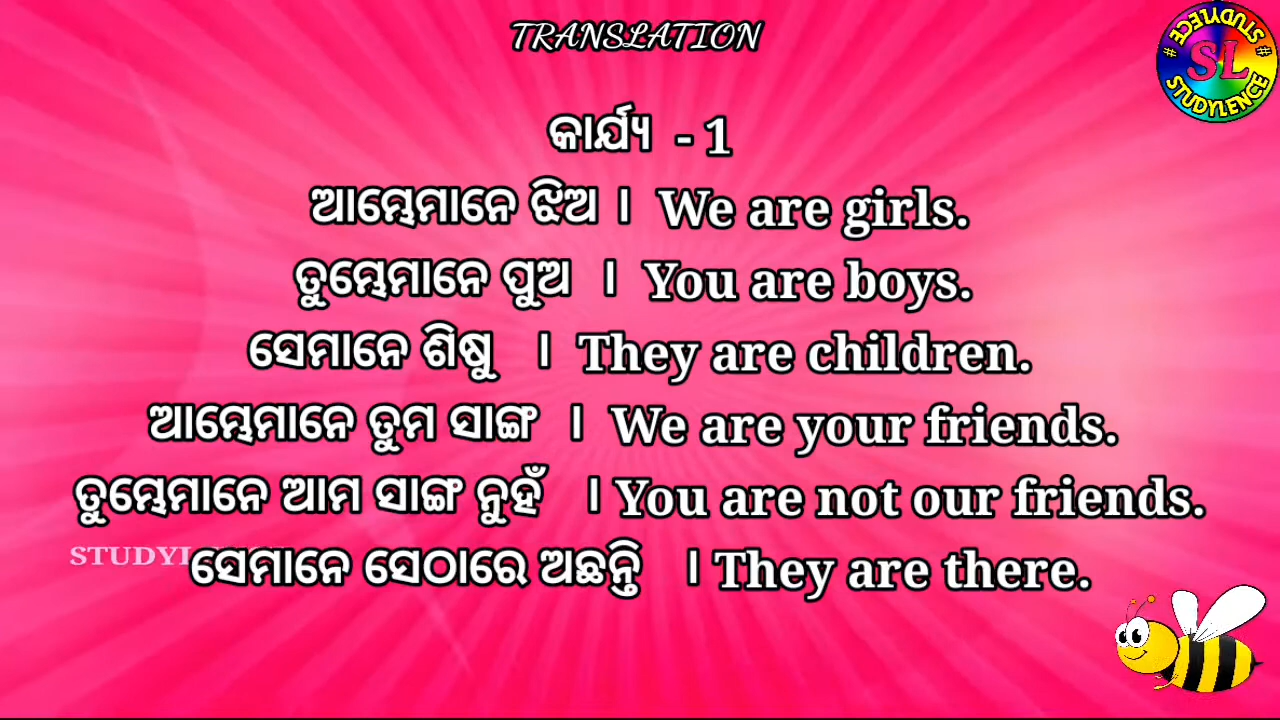 TRANSLATION
STUDYLECE
# SL #
STUDYLENCE
କାର୍ଯ୍ୟ - 1
ଆମ୍ଭେମାନେ ଝିଅ । We are girls.
ତୁମ୍ଭେମାନେ ପୁଅ । You are boys.
ସେମାନେ ଶିଷୁ । They are children.
ଆମ୍ଭେମାନେ ତୁମ ସାଙ୍ଗ । We are your friends.
ତୁମ୍ଭେମାନେ ଆମ ସାଙ୍ଗ ନୁହଁ । You are not our friends.
ସେମାନେ ସେଠାରେ ଅଛନ୍ତି । They are there.